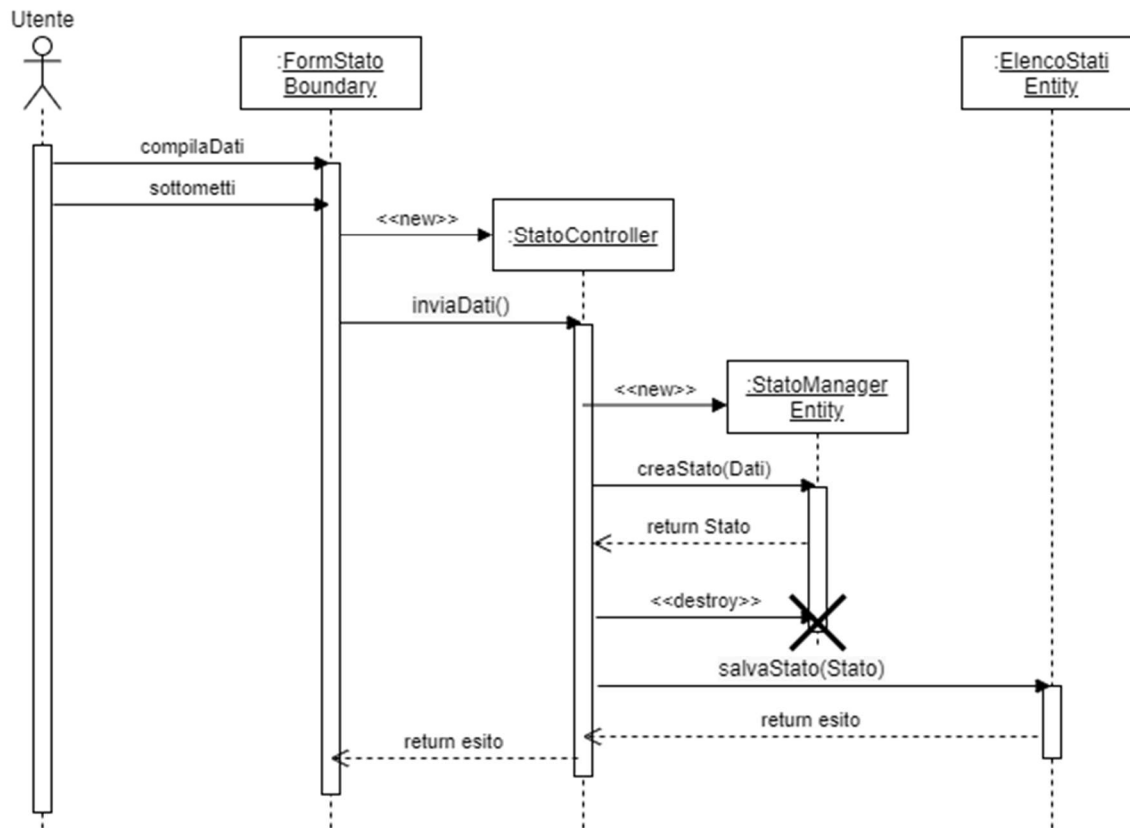 Utente
:FormStato
Boundary
:ElencoStati
Entity
compilaDati
sottometti
<<new>>
:StatoController
inviaDati()
<<new>>
:StatoManager
Entity
creaStato(Dati)
return Stato
<<destroy>>
salvaStato(Stato)
return esito
return esito